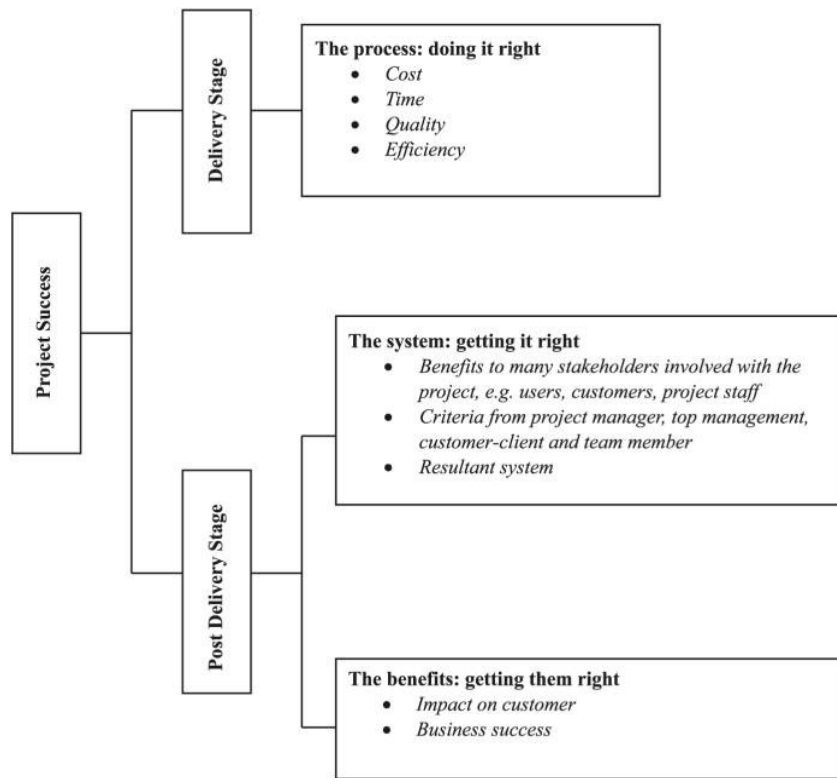 Project Success
Delivery Stage
The process: doing it right
• Cost
• Time
• Quality
• Efficiency
Post Delivery Stage
The system: getting it right
• Benefits to many stakeholders involved with the
project, e.g. users, customers, project staff
• Criteria from project manager, top management,
customer-client and team member
• Resultant system
The benefits: getting them right
• Impact on customer
• Business success